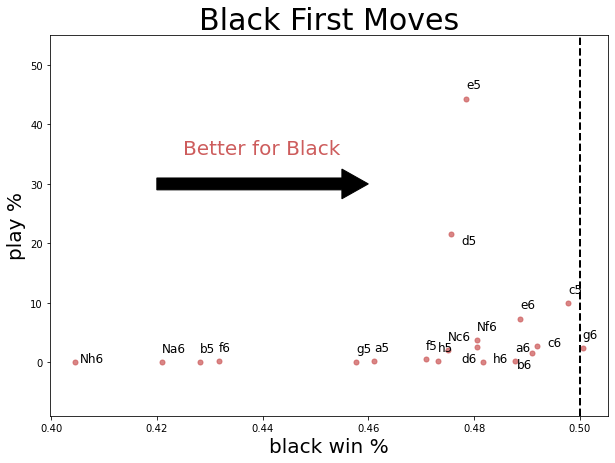 Black First Moves
play %
50
40
30
20
10
0
e5
Better for Black
d5
c5
e6
Nf6
g6
Nc6
c6
f5
h5
a6
g5
a5
Na6
b5
f6
Nh6
d6
h6
b6
0.40
0.42
0.44
0.46
0.48
0.50
black win %